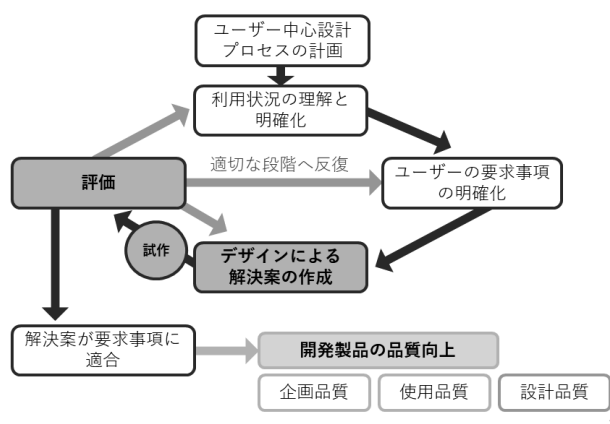 ユーザー中心設計
プロセスの計画
利用状況の理解と
明確化
適切な段階へ反復
評価
ユーザーの要求事項
の明確化
試作
デザインによる
解決案の作成
解決案が要求事項に
適合
開発製品の品質向上
企画品質
使用品質
設計品質